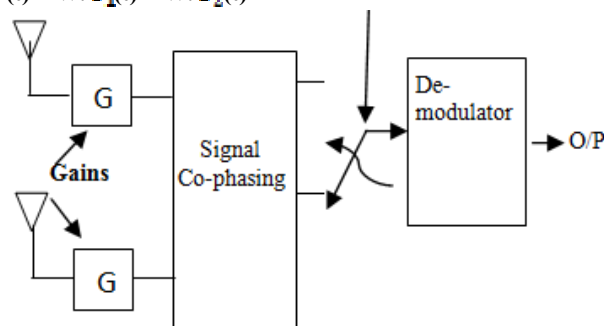 G
De-
modulator
Signal
Co-phasing
O/P
Gains
G